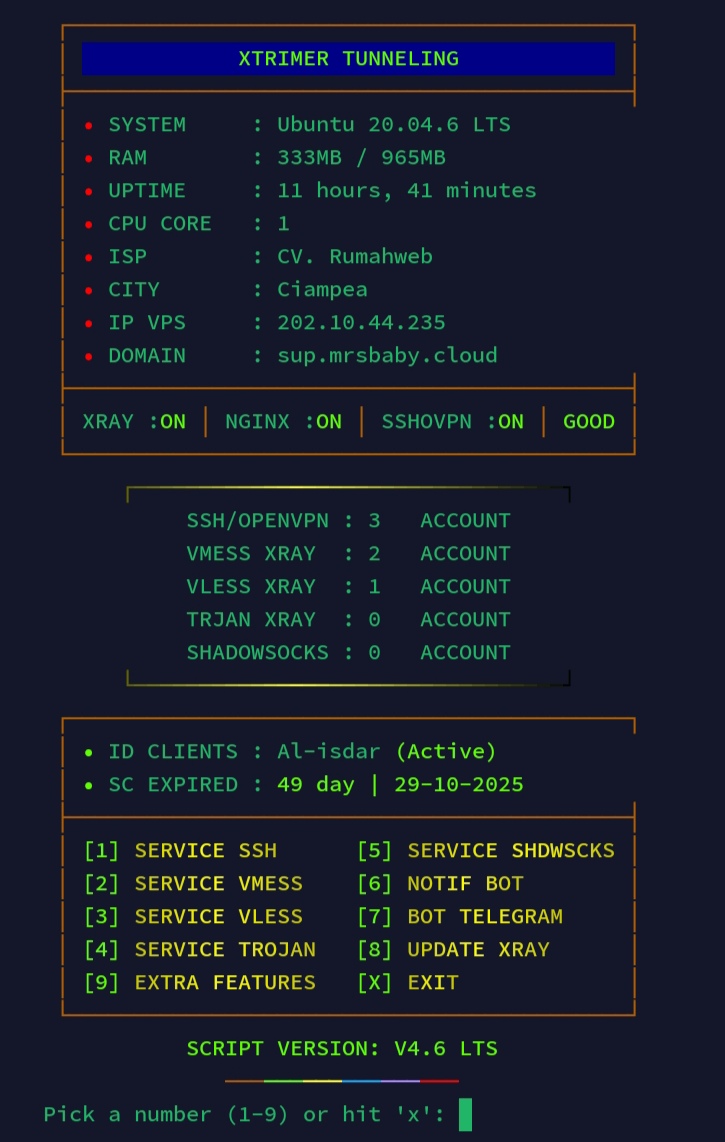 XTRIMER TUNNELING
• SYSTEM : Ubuntu 20.04.6 LTS
• RAM : 333MB / 965MB
• UPTIME : 11 hours, 41 minutes
• CPU CORE : 1
• ISP : CV. Rumahweb
• CITY : Ciampea
• IP VPS : 202.10.44.235
• DOMAIN : sup.mrsbaby.cloud
XRAY :ON | NGINX :ON | SSHOVPN :ON | GOOD
SSH/OPENVPN : 3 ACCOUNT
VMESS XRAY : 2 ACCOUNT
VLESS XRAY : 1 ACCOUNT
TRJAN XRAY : 0 ACCOUNT
SHADOWSOCKS : 0 ACCOUNT
• ID CLIENTS : Al-isdar (Active)
• SC EXPIRED : 49 day | 29-10-2025
[1] SERVICE SSH [5] SERVICE SHDWSCKS
[2] SERVICE VMESS [6] NOTIF BOT
[3] SERVICE VLESS [7] BOT TELEGRAM
[4] SERVICE TROJAN [8] UPDATE XRAY
[9] EXTRA FEATURES [X] EXIT
SCRIPT VERSION: V4.6 LTS
Pick a number (1-9) or hit 'x':